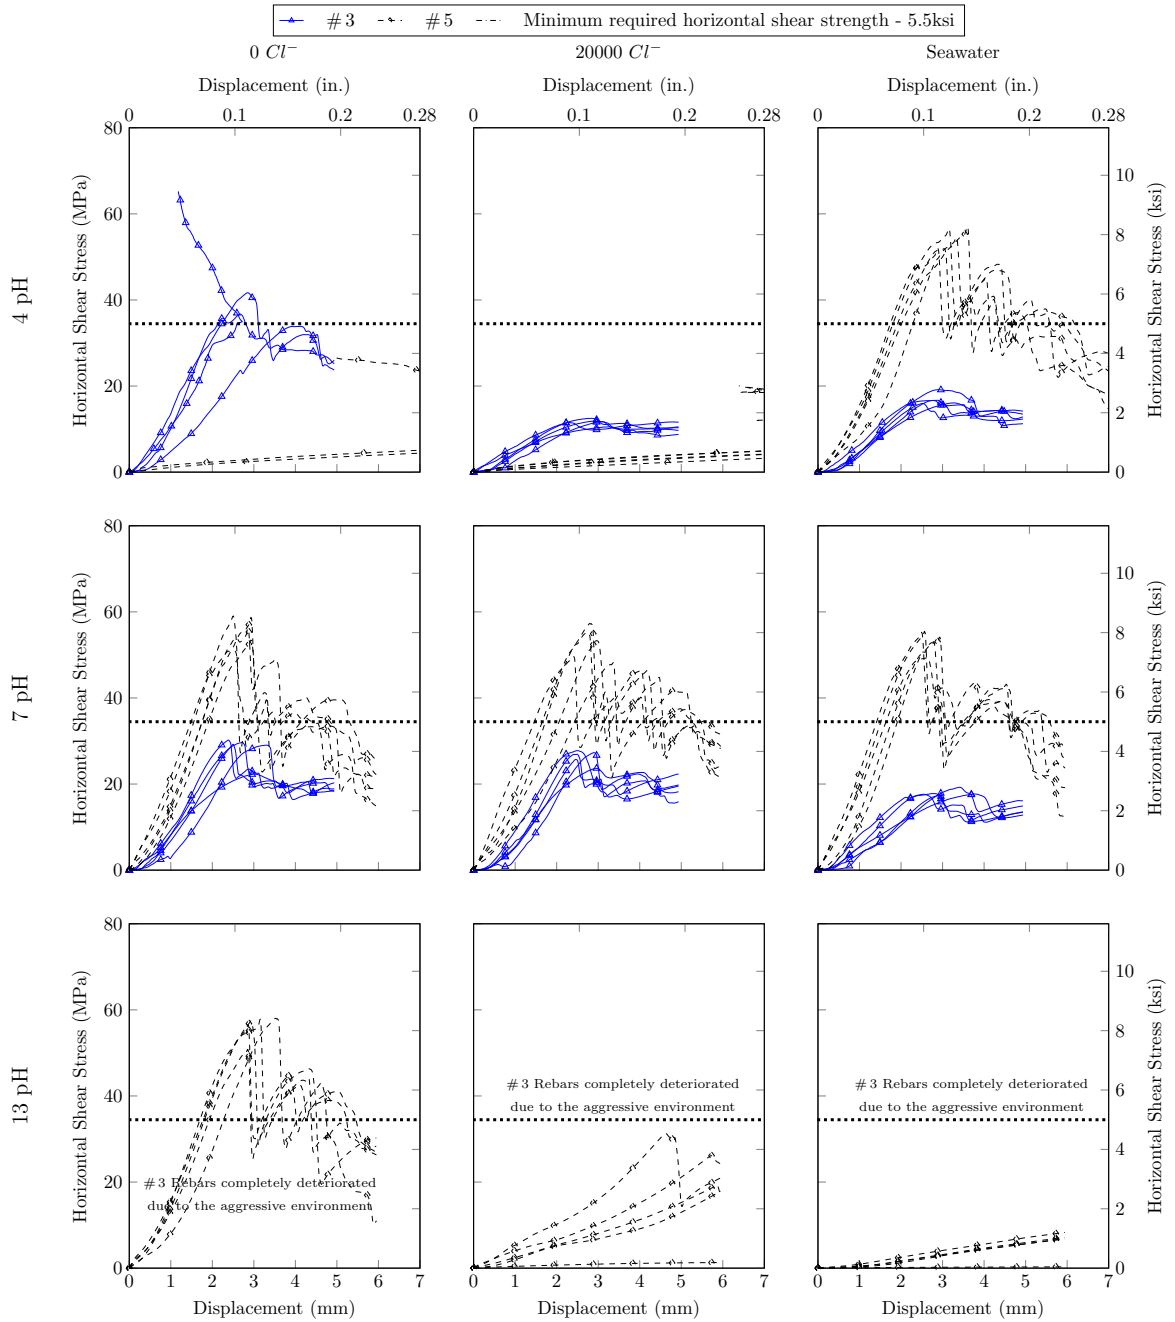 #3 #5 Minimum required horizontal shear strength - 5.5ksi
0 Cl⁻ 20000 Cl⁻ Seawater
Displacement (in.) Displacement (in.) Displacement (in.)
0 0.1 0.2 0.28 0 0.1 0.2 0.28 0 0.1 0.2 0.28
4 pH
Horizontal Shear Stress (MPa)
80
60
40
20
0
10
8
6
4
2
0
Horizontal Shear Stress (ksi)
7 pH
Horizontal Shear Stress (MPa)
80
60
40
20
0
10
8
6
4
2
0
Horizontal Shear Stress (ksi)
13 pH
Horizontal Shear Stress (MPa)
80
60
40
20
0
#3 Rebars completely deteriorated
due to the aggressive environment
#3 Rebars completely deteriorated
due to the aggressive environment
#3 Rebars completely deteriorated
due to the aggressive environment
10
8
6
4
2
0
Horizontal Shear Stress (ksi)
0 1 2 3 4 5 6 7 0 1 2 3 4 5 6 7 0 1 2 3 4 5 6 7
Displacement (mm) Displacement (mm) Displacement (mm)